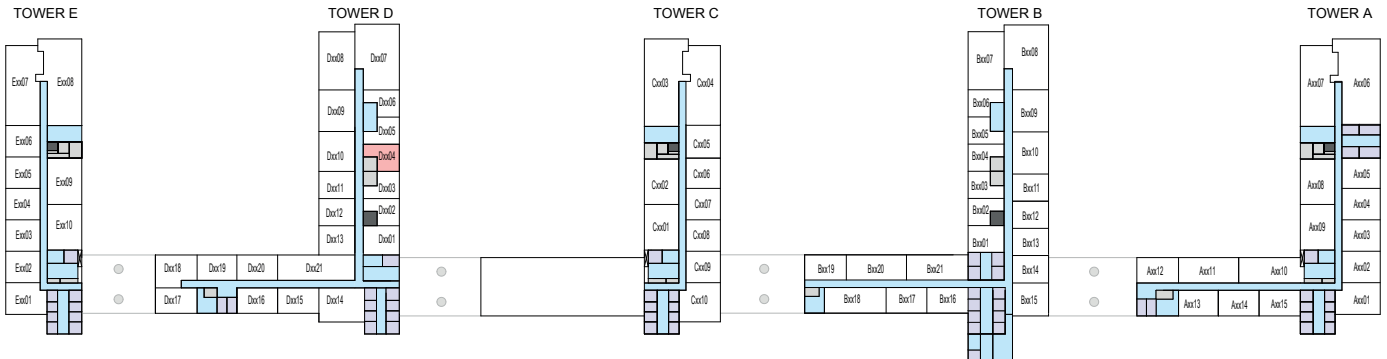 TOWER E
TOWER D
TOWER C
TOWER B
TOWER A
Exx07
Exx08
Exx06
Exx05
Exx09
Exx04
Exx03
Exx10
Exx02
Exx01
Dxx08
Dxx07
Dxx09
Dxx06
Dxx05
Dxx10
Dxx04
Dxx11
Dxx03
Dxx12
Dxx02
Dxx13
Dxx01
Dxx18
Dxx19
Dxx20
Dxx21
Dxx17
Dxx16
Dxx15
Dxx14
Cxx03
Cxx04
Cxx05
Cxx02
Cxx06
Cxx07
Cxx01
Cxx08
Cxx09
Cxx10
Bxx07
Bxx08
Bxx06
Bxx09
Bxx05
Bxx04
Bxx10
Bxx03
Bxx11
Bxx02
Bxx12
Bxx01
Bxx13
Bxx19
Bxx20
Bxx21
Bxx14
Bxx18
Bxx17
Bxx16
Bxx15
Axx07
Axx06
Axx05
Axx08
Axx04
Axx09
Axx03
Axx12
Axx11
Axx10
Axx02
Axx13
Axx14
Axx15
Axx01